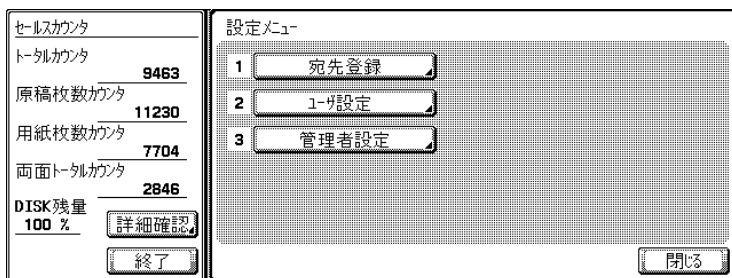 セールスカウンタ
トータルカウンタ
9463
原稿枚数カウンタ
11230
用紙枚数カウンタ
7704
両面トータルカウンタ
2846
DISK残量
100 %
詳細確認
終了
設定メニュー
1 宛先登録
2 ユーザ設定
3 管理者設定
閉じる